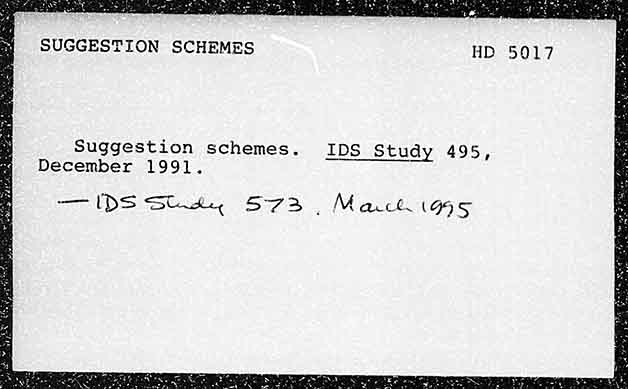 SUGGESTION SCHEMES HD 5017
Suggestion schemes. IDS Study 495,
December 1991.
— IDS Study 573. March 1995